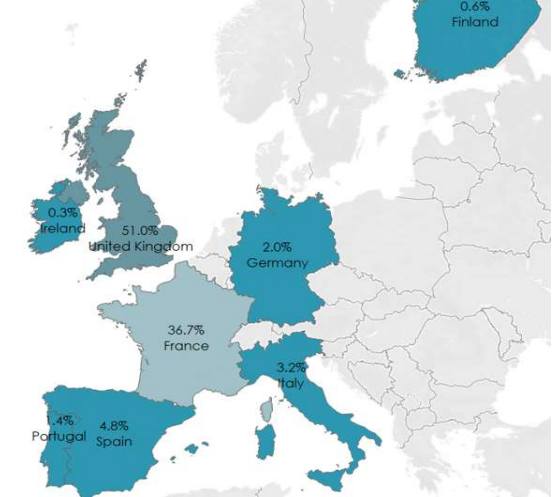 0.6%
Finland
0.3%
Ireland
51.0%
United Kingdom
2.0%
Germany
36.7%
France
3.2%
Italy
1.4%
Portugal
4.8%
Spain